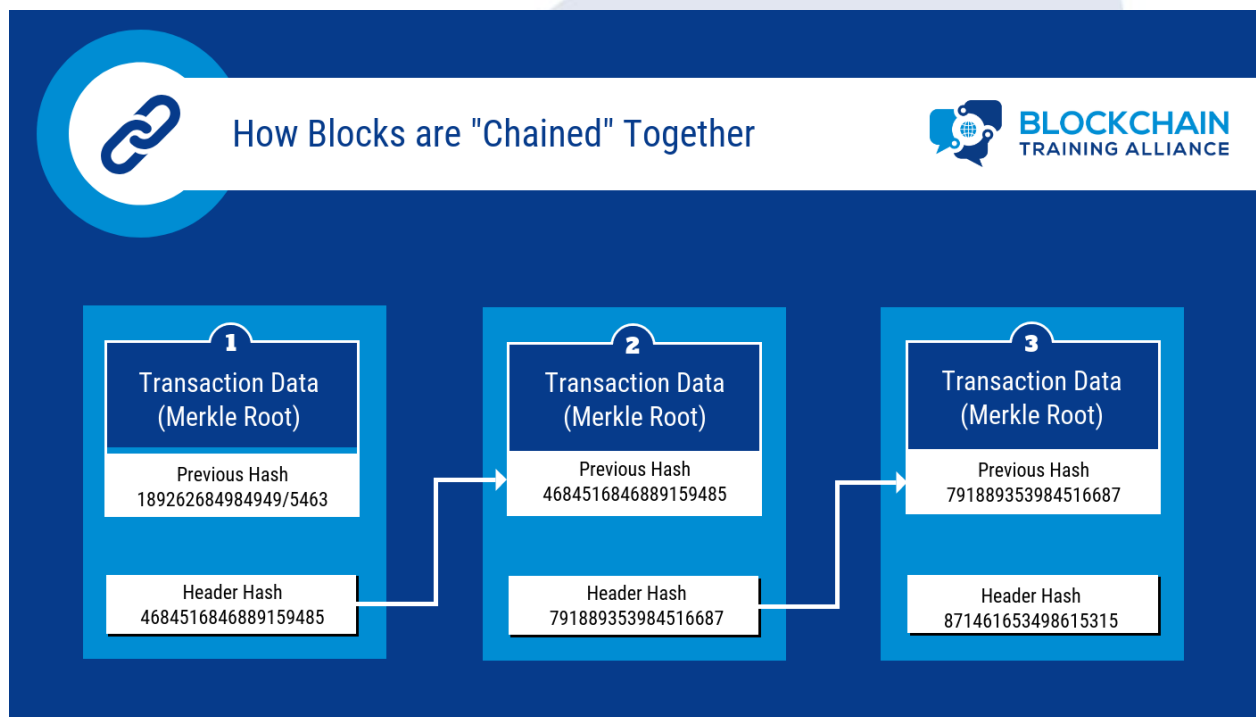 How Blocks are "Chained" Together
BLOCKCHAIN
TRAINING ALLIANCE
1
Transaction Data
(Merkle Root)
Previous Hash
189262684984949/5463
Header Hash
4684516846889159485
2
Transaction Data
(Merkle Root)
Previous Hash
4684516846889159485
Header Hash
791889353984516687
3
Transaction Data
(Merkle Root)
Previous Hash
791889353984516687
Header Hash
871461653498615315